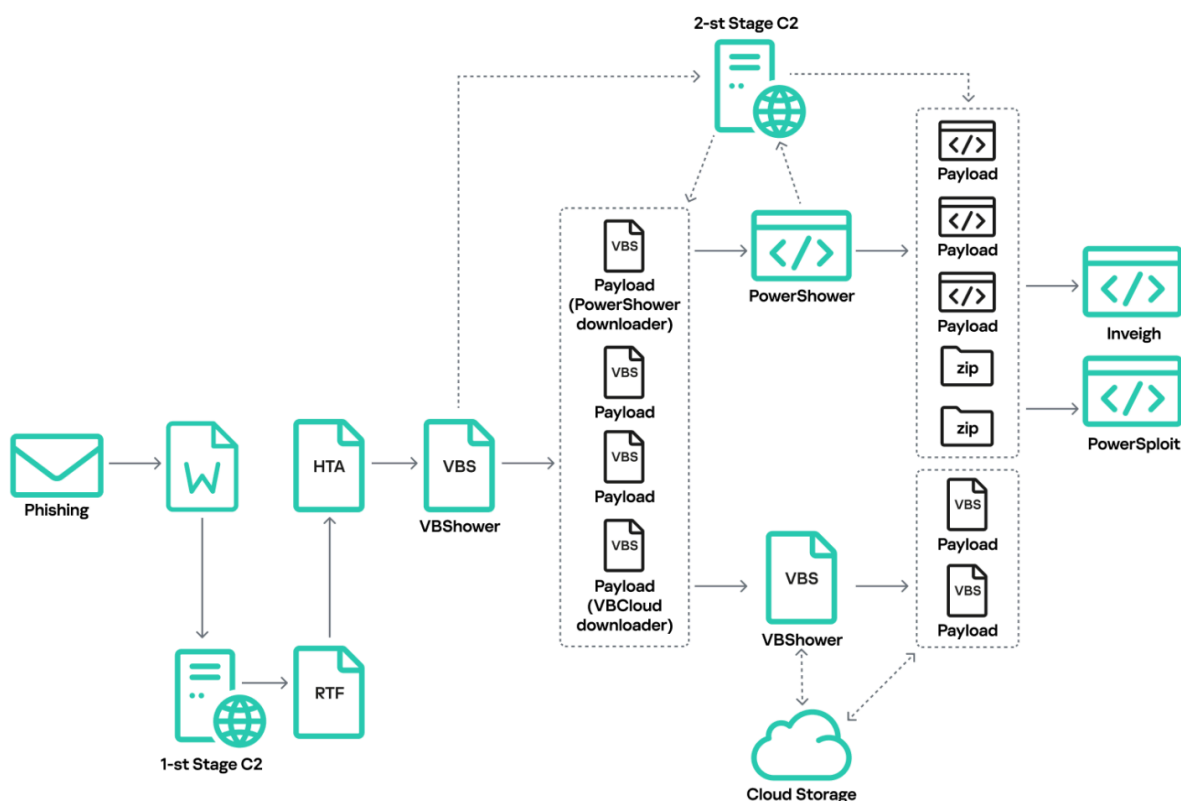 2-st Stage C2
</>
Payload
</>
Payload
</>
Payload
zip
zip
VBS
Payload
(PowerShower
downloader)
VBS
Payload
VBS
Payload
VBS
Payload
(VBCloud
downloader)
</>
PowerShower
</>
Inveigh
</>
PowerSploit
Phishing
W
HTA
VBS
VBShower
VBS
VBShower
VBS
Payload
VBS
Payload
RTF
1-st Stage C2
Cloud Storage